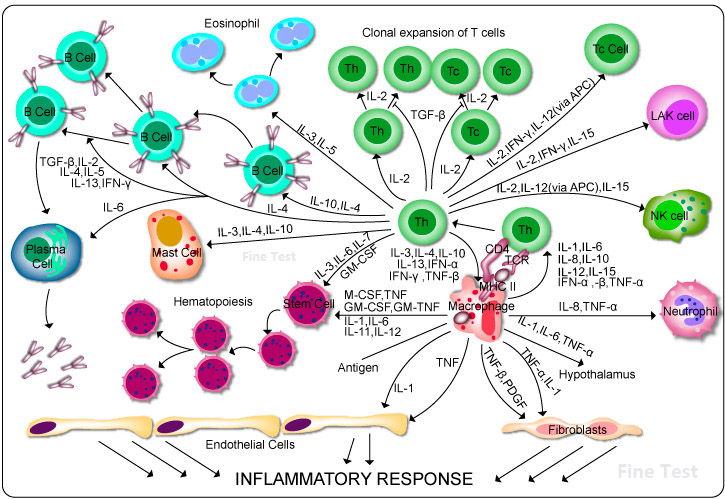 Eosinophil
Clonal expansion of T cells
B Cell
Th
Th
Tc
Tc
Tc Cell
IL-2
IL-2
TGF-β
B Cell
B Cell
Th
Tc
LAK cell
IL-3,IL-5
IL-2,IFN-γ,IL-12(via APC)
IL-2,IFN-γ,IL-15
TGF-β,IL-2
IL-4,IL-5
IL-13,IFN-γ
B Cell
IL-2
IL-2
IL-2,IL-12(via APC),IL-15
IL-6
IL-4
IL-10,IL-4
Th
Th
NK cell
Plasma
Cell
Mast Cell
IL-3,IL-4,IL-10
Fine Test
IL-3,IL-6,IL-7
GM-CSF
IL-3,IL-4,IL-10
IL-13,IFN-α
IFN-γ ,TNF-β
CD4
TCR
MHC II
IL-1,IL-6
IL-8,IL-10
IL-12,IL-15
IFN-α ,-β,TNF-α
Hematopoiesis
Stem Cell
M-CSF,TNF
GM-CSF,GM-TNF
IL-1,IL-6
IL-11,IL-12
Macrophage
IL-8,TNF-α
Neutrophil
IL-1,IL-6,TNF-α
Antigen
Hypothalamus
IL-1
TNF
TNF-β,PDGF
TNF-α,IL-1
Endothelial Cells
Fibroblasts
INFLAMMATORY RESPONSE
Fine Test